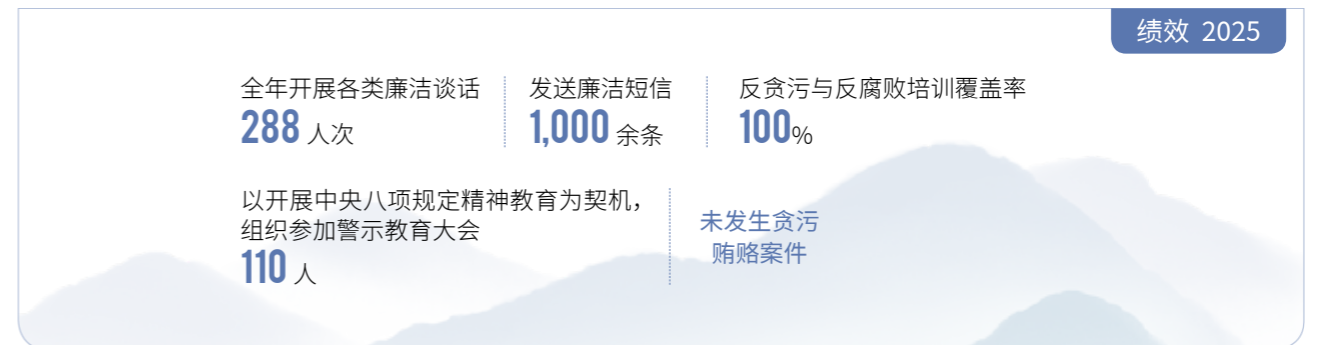 绩效 2025
全年开展各类廉洁谈话
288 人次
发送廉洁短信
1,000 余条
反贪污与反腐败培训覆盖率
100%
以开展中央八项规定精神教育为契机，
组织参加警示教育大会
110 人
未发生贪污
贿赂案件